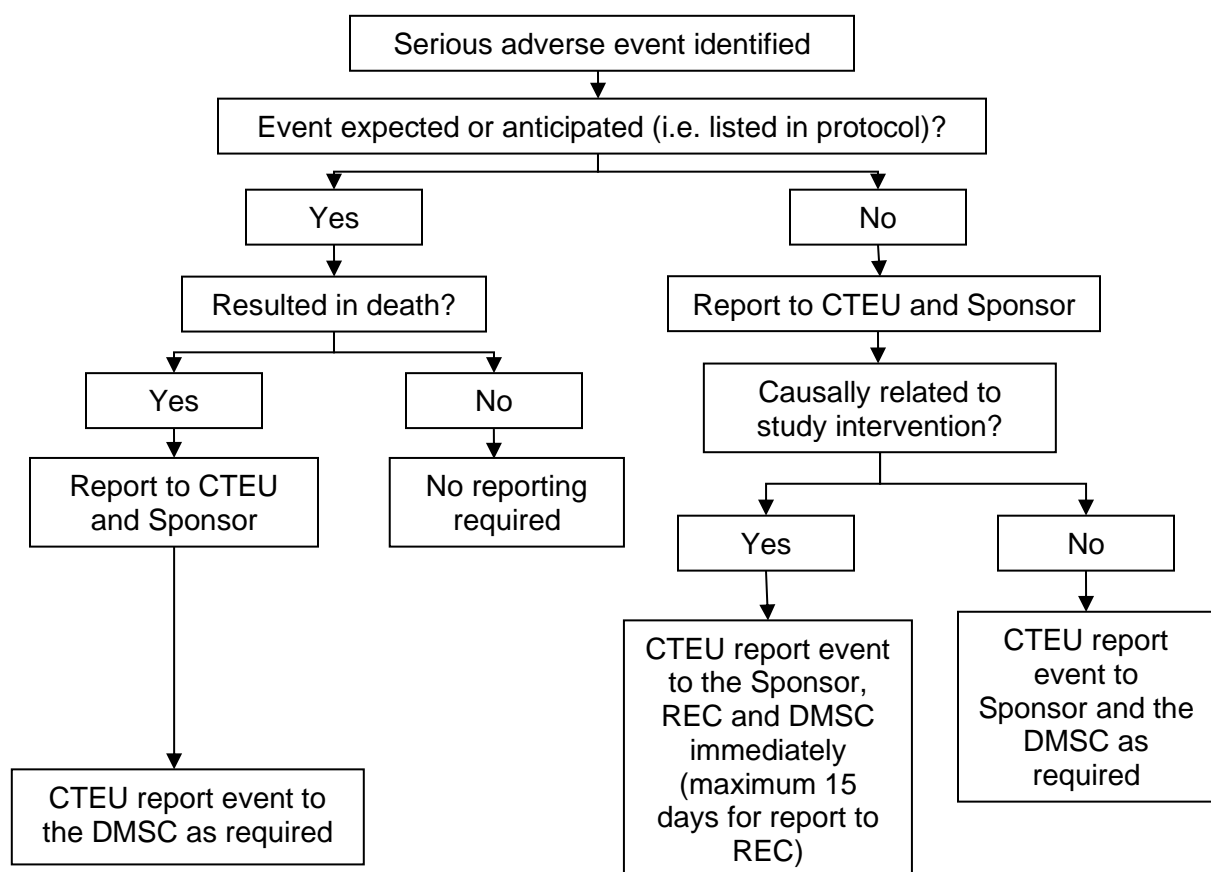 Serious adverse event identified
Event expected or anticipated (i.e. listed in protocol)?
Yes
No
Resulted in death?
Report to CTEU and Sponsor
Yes
No
Causally related to
study intervention?
Report to CTEU
and Sponsor
No reporting
required
Yes
No
CTEU report event
to the Sponsor,
REC and DMSC
immediately
(maximum 15
days for report to
REC)
CTEU report
event to
Sponsor and the
DMSC as
required
CTEU report event to
the DMSC as required